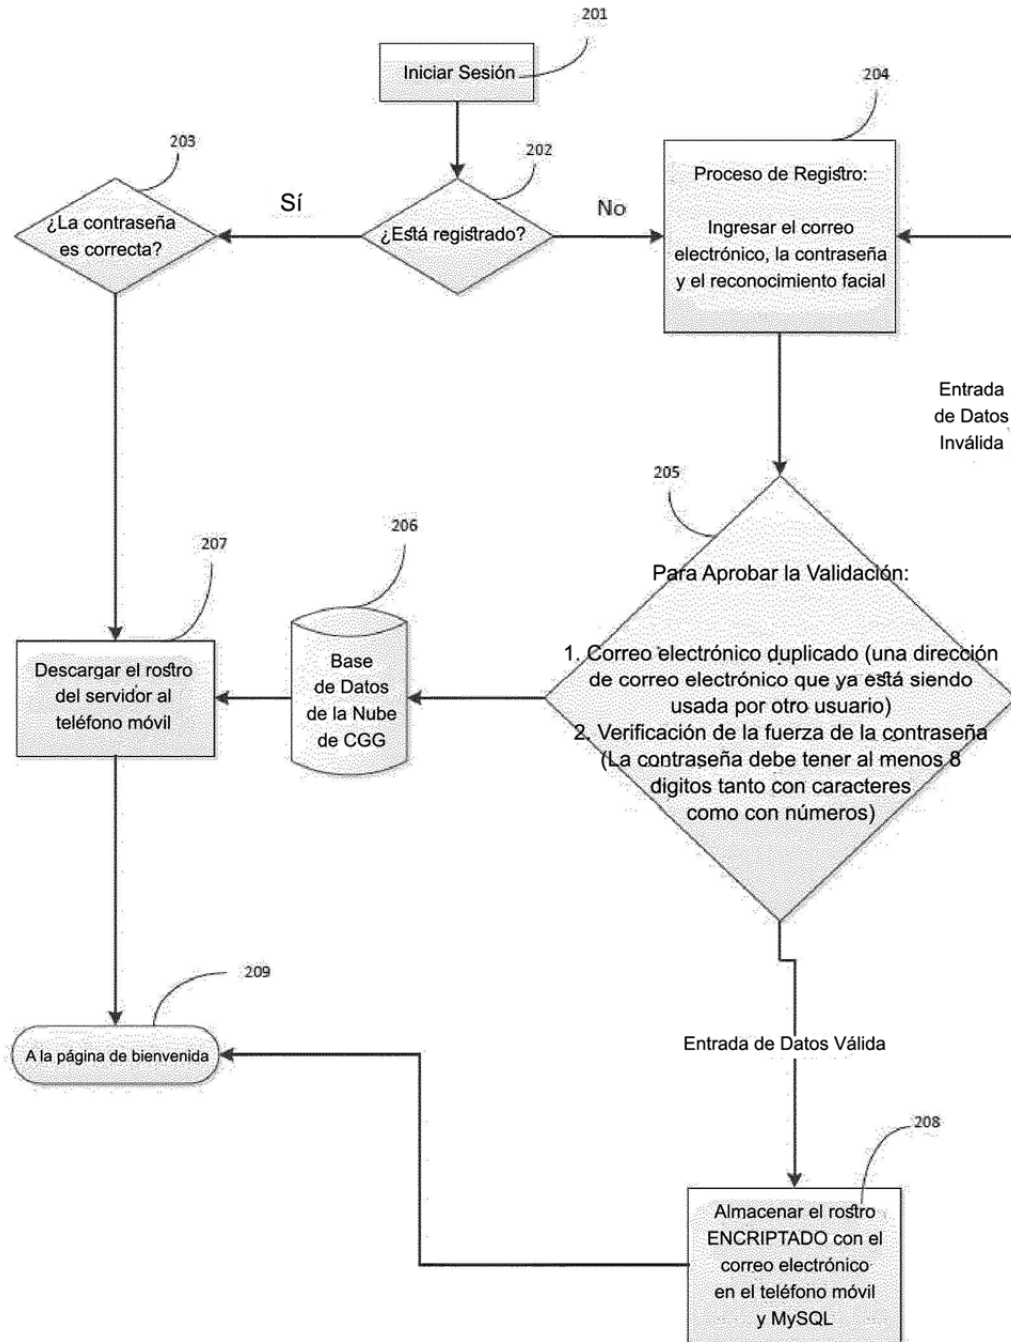 201
Iniciar Sesión
204
203
202
Proceso de Registro:
¿La contraseña
es correcta?
Sí
¿Está registrado?
No
Ingresar el correo
electrónico, la contraseña
y el reconocimiento facial
Entrada
de Datos
Inválida
205
206
207
Para Aprobar la Validación:
1. Correo electrónico duplicado (una dirección
de correo electrónico que ya está siendo
usada por otro usuario)
2. Verificación de la fuerza de la contraseña
(La contraseña debe tener al menos 8
digitos tanto con caracteres
como con números)
Base
de Datos
de la Nube
de CGG
Descargar el rostro
del servidor al
teléfono móvil
209
A la página de bienvenida
Entrada de Datos Válida
208
Almacenar el rostro
ENCRIPTADO con el
correo electrónico
en el teléfono móvil
y MySQL